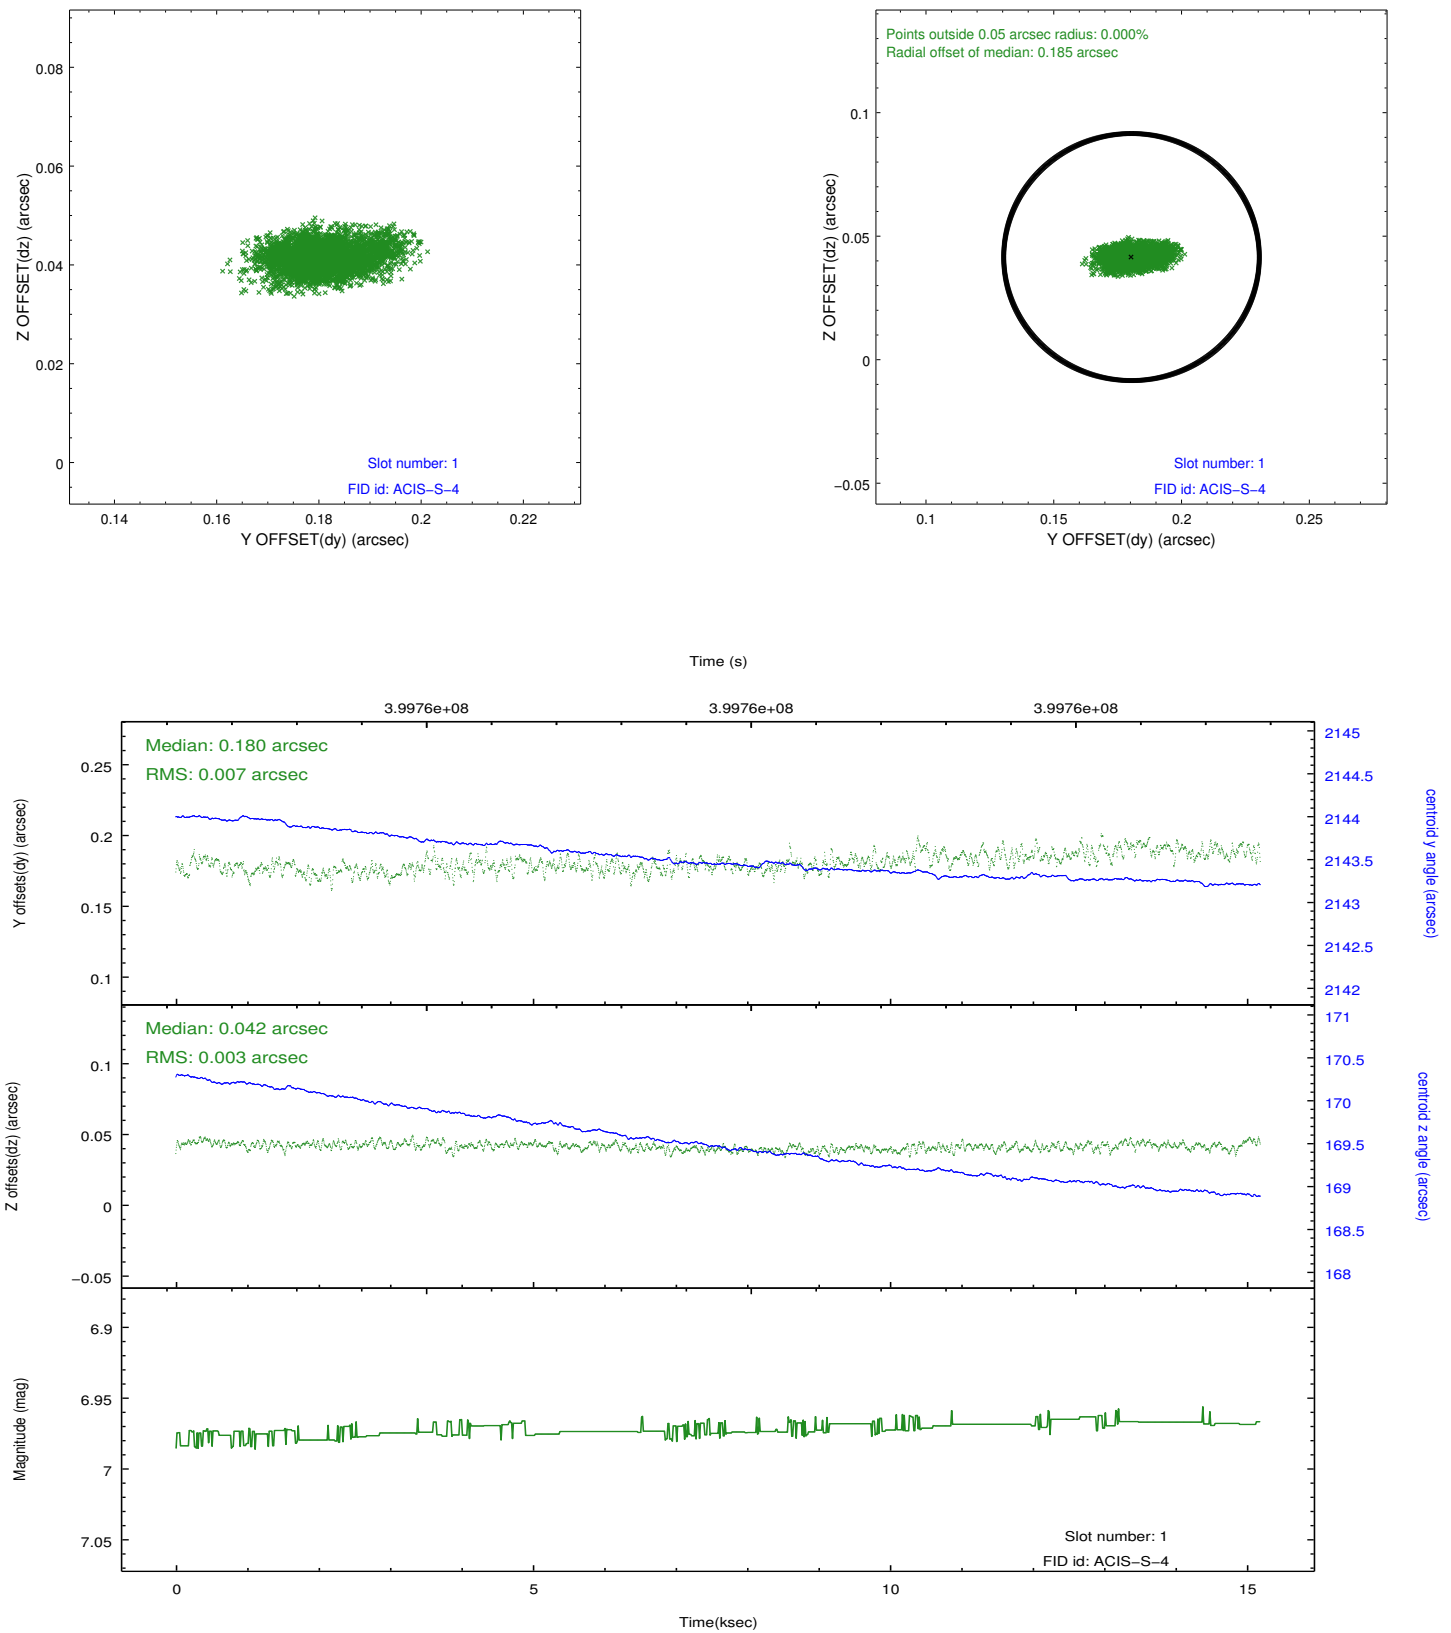 0.08
0.06
0.04
0.02
0
Z OFFSET(dz) (arcsec)
Slot number: 1
FID id: ACIS−S−4
0.14 0.16 0.18 0.2 0.22
Y OFFSET(dy) (arcsec)
Points outside 0.05 arcsec radius: 0.000%
Radial offset of median: 0.185 arcsec
0.1
0.05
0
−0.05
Z OFFSET(dz) (arcsec)
Slot number: 1
FID id: ACIS−S−4
0.1 0.15 0.2 0.25
Y OFFSET(dy) (arcsec)
Time (s)
3.9976e+08 3.9976e+08 3.9976e+08
Median: 0.180 arcsec
RMS: 0.007 arcsec
0.25
0.2
0.15
0.1
Y offsets(dy) (arcsec)
2145
2144.5
2144
2143.5
2143
2142.5
2142
centroid y angle (arcsec)
Median: 0.042 arcsec
RMS: 0.003 arcsec
0.1
0.05
0
−0.05
Z offsets(dz) (arcsec)
171
170.5
170
169.5
169
168.5
168
centroid z angle (arcsec)
6.9
6.95
7
7.05
Magnitude (mag)
Slot number: 1
FID id: ACIS−S−4
0 5 10 15
Time(ksec)